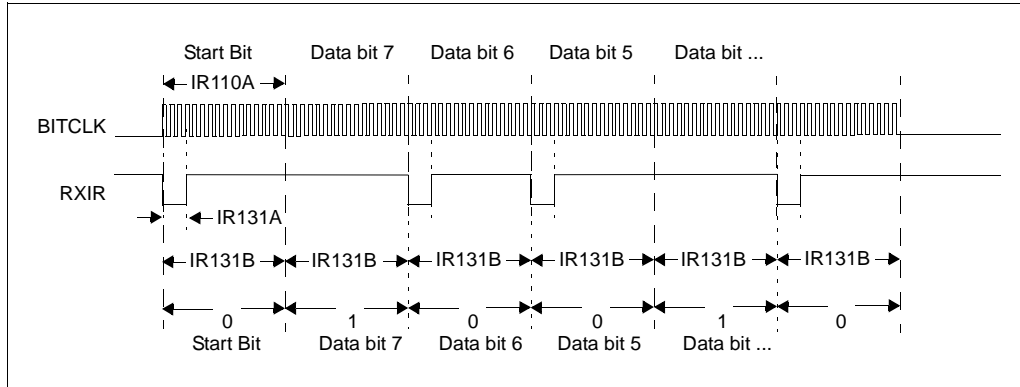 Start Bit Data bit 7 Data bit 6 Data bit 5 Data bit ...
IR110A
BITCLK
RXIR
IR131A
IR131B IR131B IR131B IR131B IR131B IR131B
0 1 0 0 1 0
Start Bit Data bit 7 Data bit 6 Data bit 5 Data bit ...